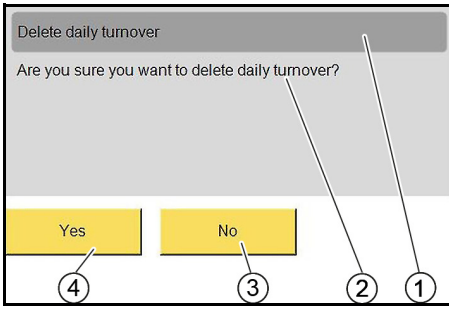 Delete daily turnover
Are you sure you want to delete daily turnover?
Yes No
4 3 2 1